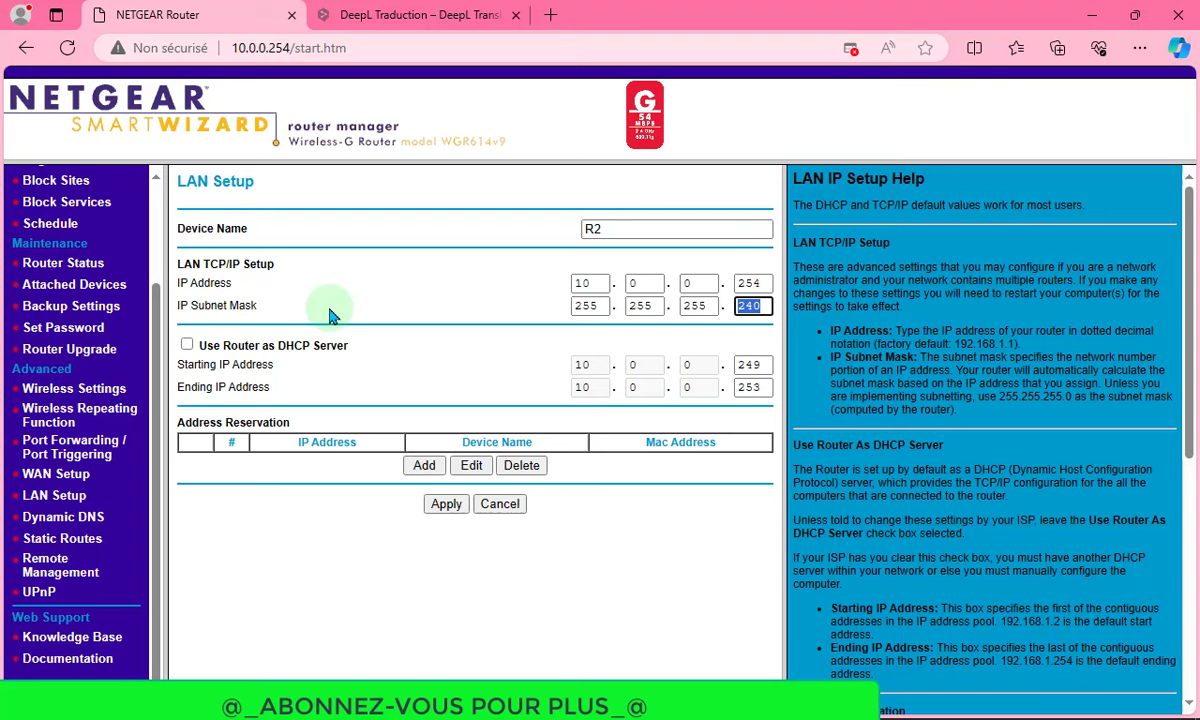 NETGEAR Router
DeepL Traduction – DeepL Transl
Non sécurisé
10.0.0.254/start.htm
NETGEAR
SMARTWIZARD
router manager
Wireless-G Router model WGR614v9
G
54
MBPS
2.4 GHz
802.11g
Block Sites
Block Services
Schedule
Maintenance
Router Status
Attached Devices
Backup Settings
Set Password
Router Upgrade
Advanced
Wireless Settings
Wireless Repeating
Function
Port Forwarding /
Port Triggering
WAN Setup
LAN Setup
Dynamic DNS
Static Routes
Remote
Management
UPnP
Web Support
Knowledge Base
Documentation
LAN Setup
Device Name R2
LAN TCP/IP Setup
IP Address 10 . 0 . 0 . 254
IP Subnet Mask 255 . 255 . 255 . 240
Use Router as DHCP Server
Starting IP Address 10 . 0 . 0 . 249
Ending IP Address 10 . 0 . 0 . 253
Address Reservation
# IP Address Device Name Mac Address
Add Edit Delete
Apply Cancel
LAN IP Setup Help
The DHCP and TCP/IP default values work for most users.
LAN TCP/IP Setup
These are advanced settings that you may configure if you are a network
administrator and your network contains multiple routers. If you make any
changes to these settings you will need to restart your computer(s) for the
settings to take effect.
IP Address: Type the IP address of your router in dotted decimal
notation (factory default: 192.168.1.1).
IP Subnet Mask: The subnet mask specifies the network number
portion of an IP address. Your router will automatically calculate the
subnet mask based on the IP address that you assign. Unless you
are implementing subnetting, use 255.255.255.0 as the subnet mask
(computed by the router).
Use Router As DHCP Server
The Router is set up by default as a DHCP (Dynamic Host Configuration
Protocol) server, which provides the TCP/IP configuration for the all the
computers that are connected to the router.
Unless told to change these settings by your ISP, leave the Use Router As
DHCP Server check box selected.
If your ISP has you clear this check box, you must have another DHCP
server within your network or else you must manually configure the
computer.
Starting IP Address: This box specifies the first of the contiguous
addresses in the IP address pool. 192.168.1.2 is the default start
address.
Ending IP Address: This box specifies the last of the contiguous
addresses in the IP address pool. 192.168.1.254 is the default ending
address.
@_ABONNEZ-VOUS POUR PLUS_@